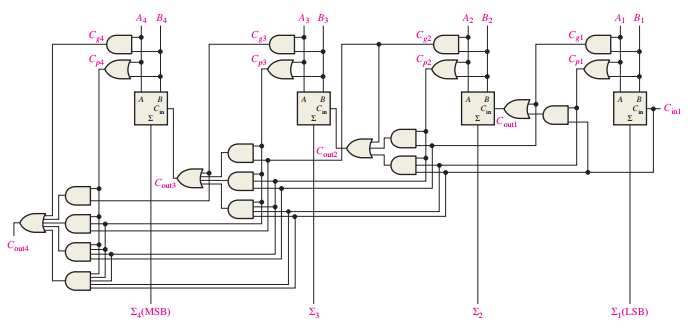 A4 B4 A3 B3 A2 B2 A1 B1
Cg4 Cg3 Cg2 Cg1
Cp4 Cp3 Cp2 Cp1
A B A B A B A B
Cin Cin Cin Cin Cin1
Σ Σ Σ Σ
Cout1
Cout2
Cout3
Cout4
Σ4(MSB) Σ3 Σ2 Σ1(LSB)